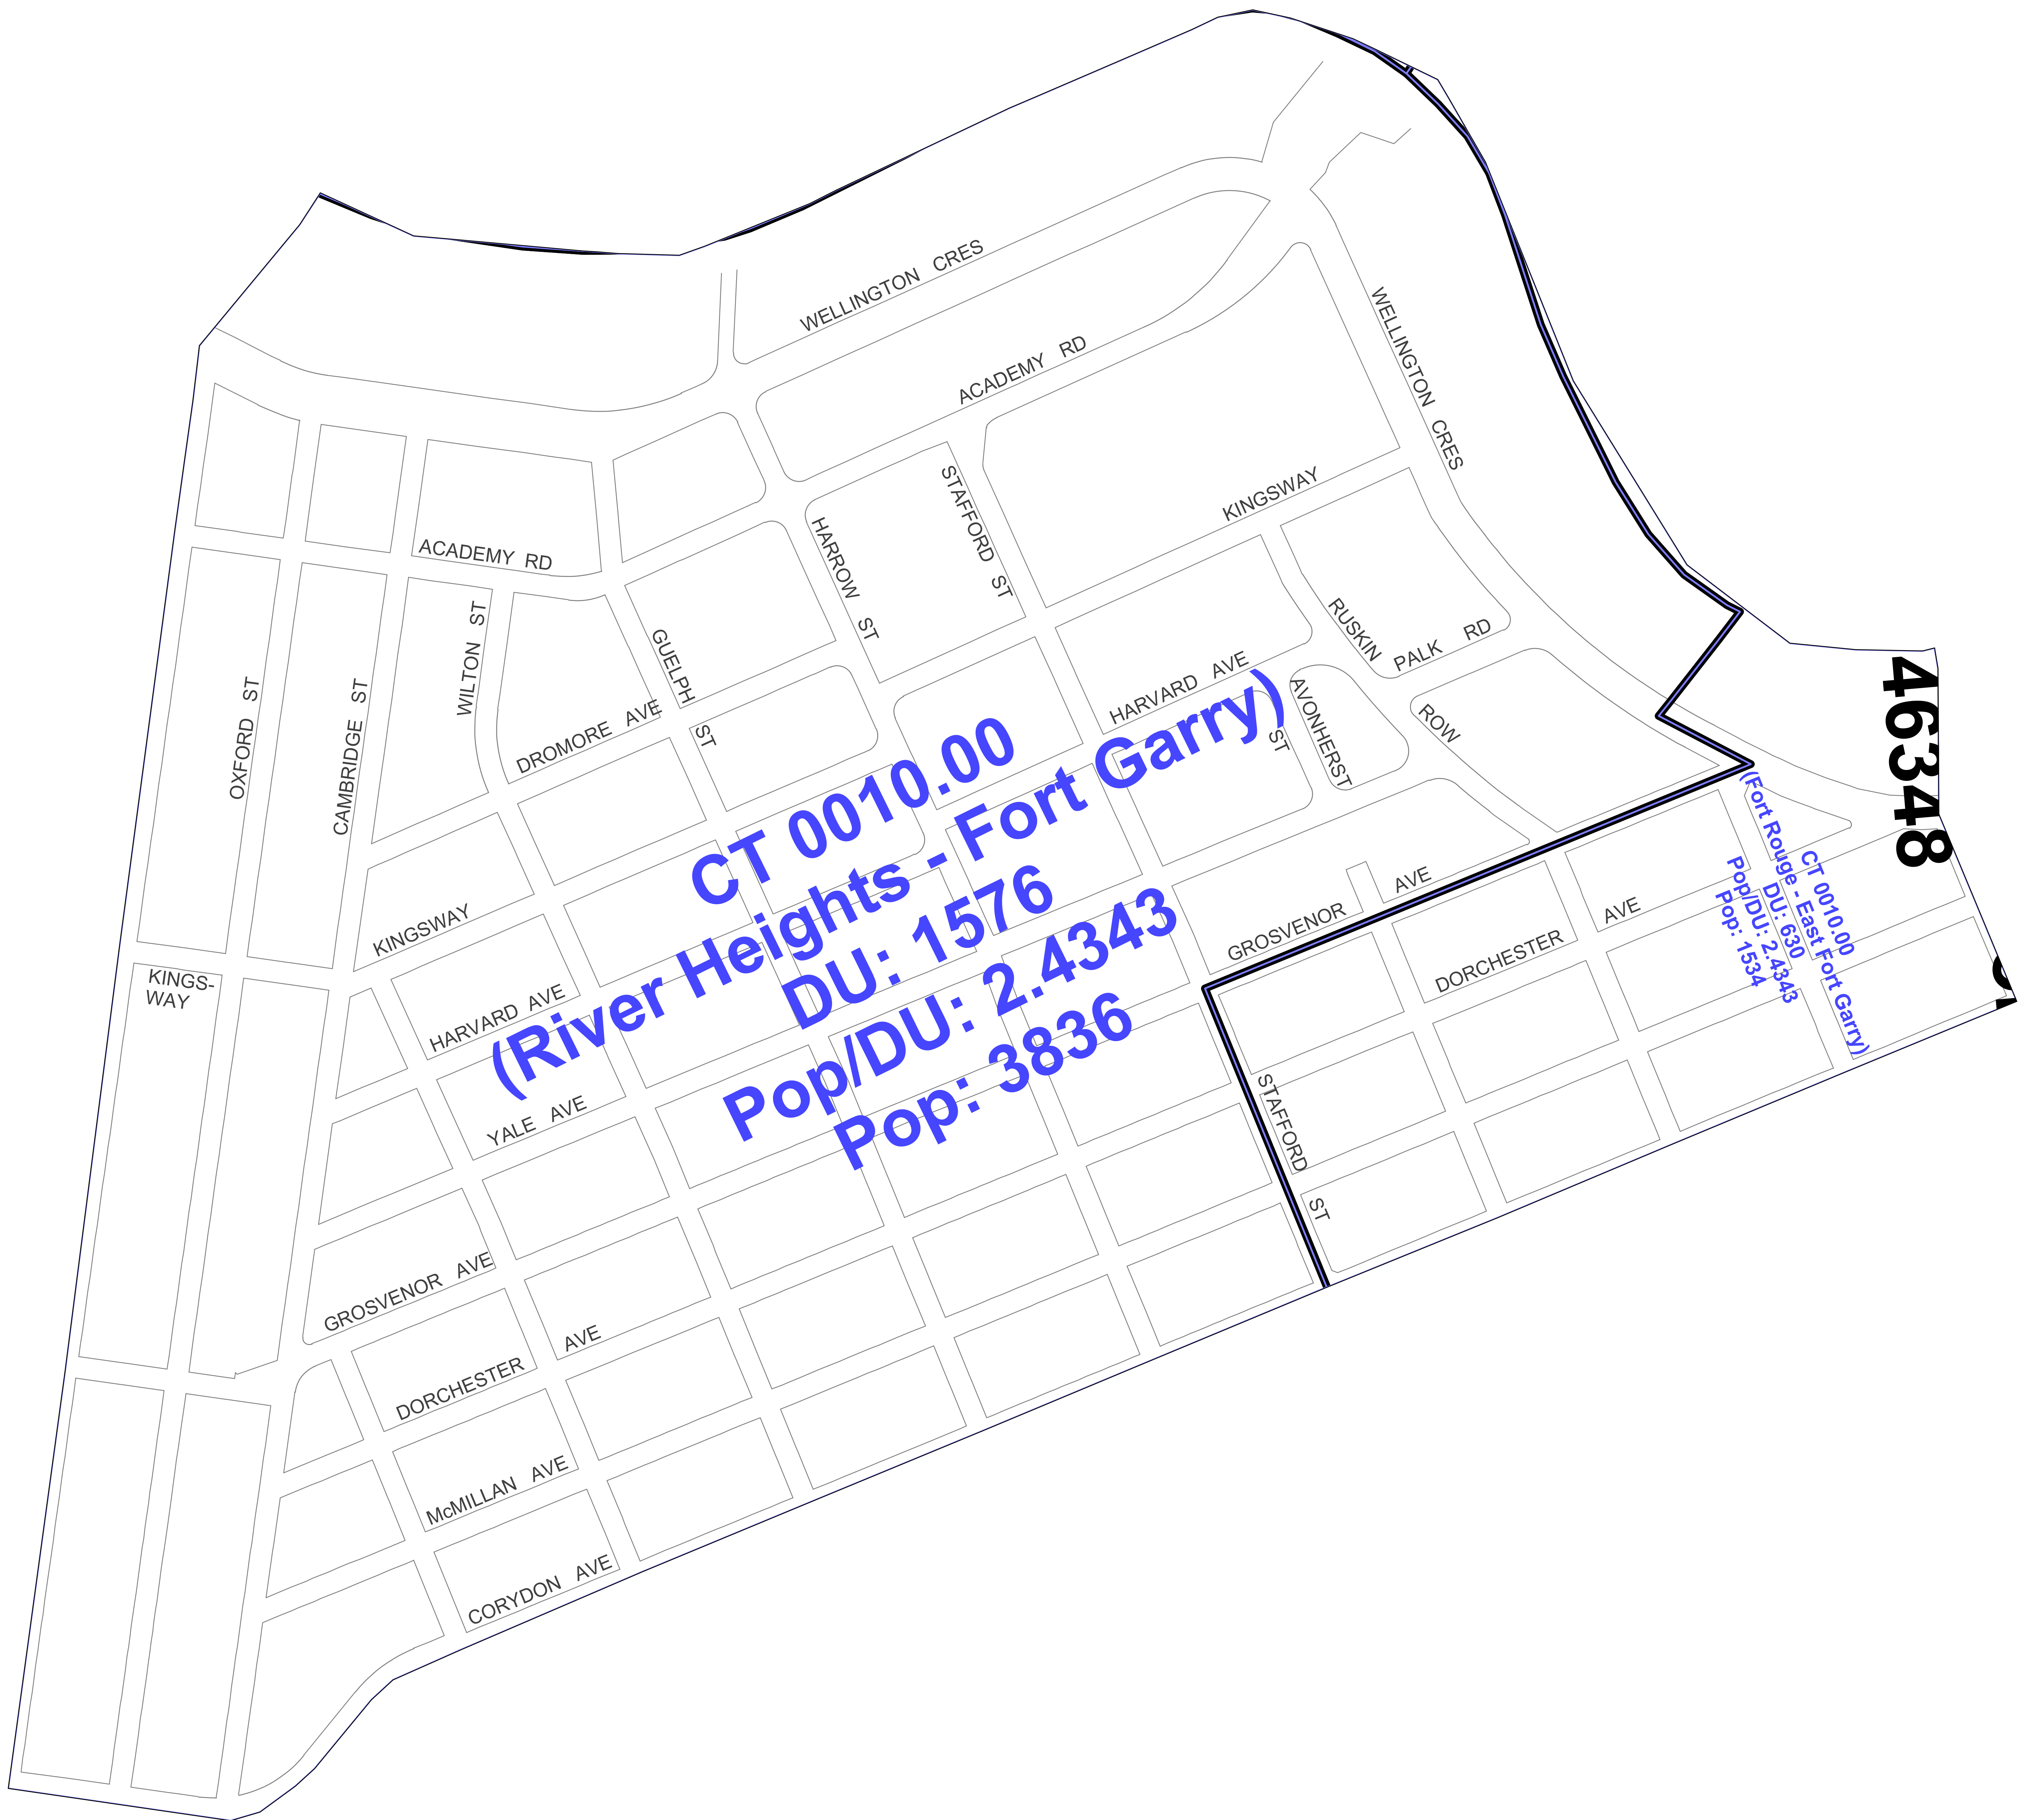 WELLINGTON CRES
ACADEMY RD
WELLINGTON CRES
STAFFORD ST
KINGSWAY
HARROW ST
ACADEMY RD
WILTON ST
GUELPH ST
RUSKIN ROW
PALK RD
HARVARD AVE
AVONHERST ST
OXFORD ST
CAMBRIDGE ST
DROMORE AVE
46348
CT 0010.00
(River Heights - Fort Garry)
DU: 1576
Pop/DU: 2.4343
Pop: 3836
CT 0010.00
(Fort Rouge - East Fort Garry)
DU: 630
Pop/DU: 2.4343
Pop: 1534
KINGSWAY
GROSVENOR AVE
DORCHESTER AVE
KINGS-
WAY
HARVARD AVE
YALE AVE
STAFFORD ST
GROSVENOR AVE
DORCHESTER AVE
McMILLAN AVE
CORYDON AVE